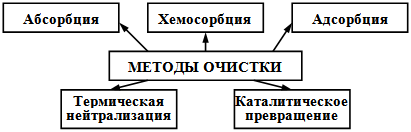 Абсорбция
Хемосорбция
Адсорбция
МЕТОДЫ ОЧИСТКИ
Термическая
нейтрализация
Каталитическое
превращение